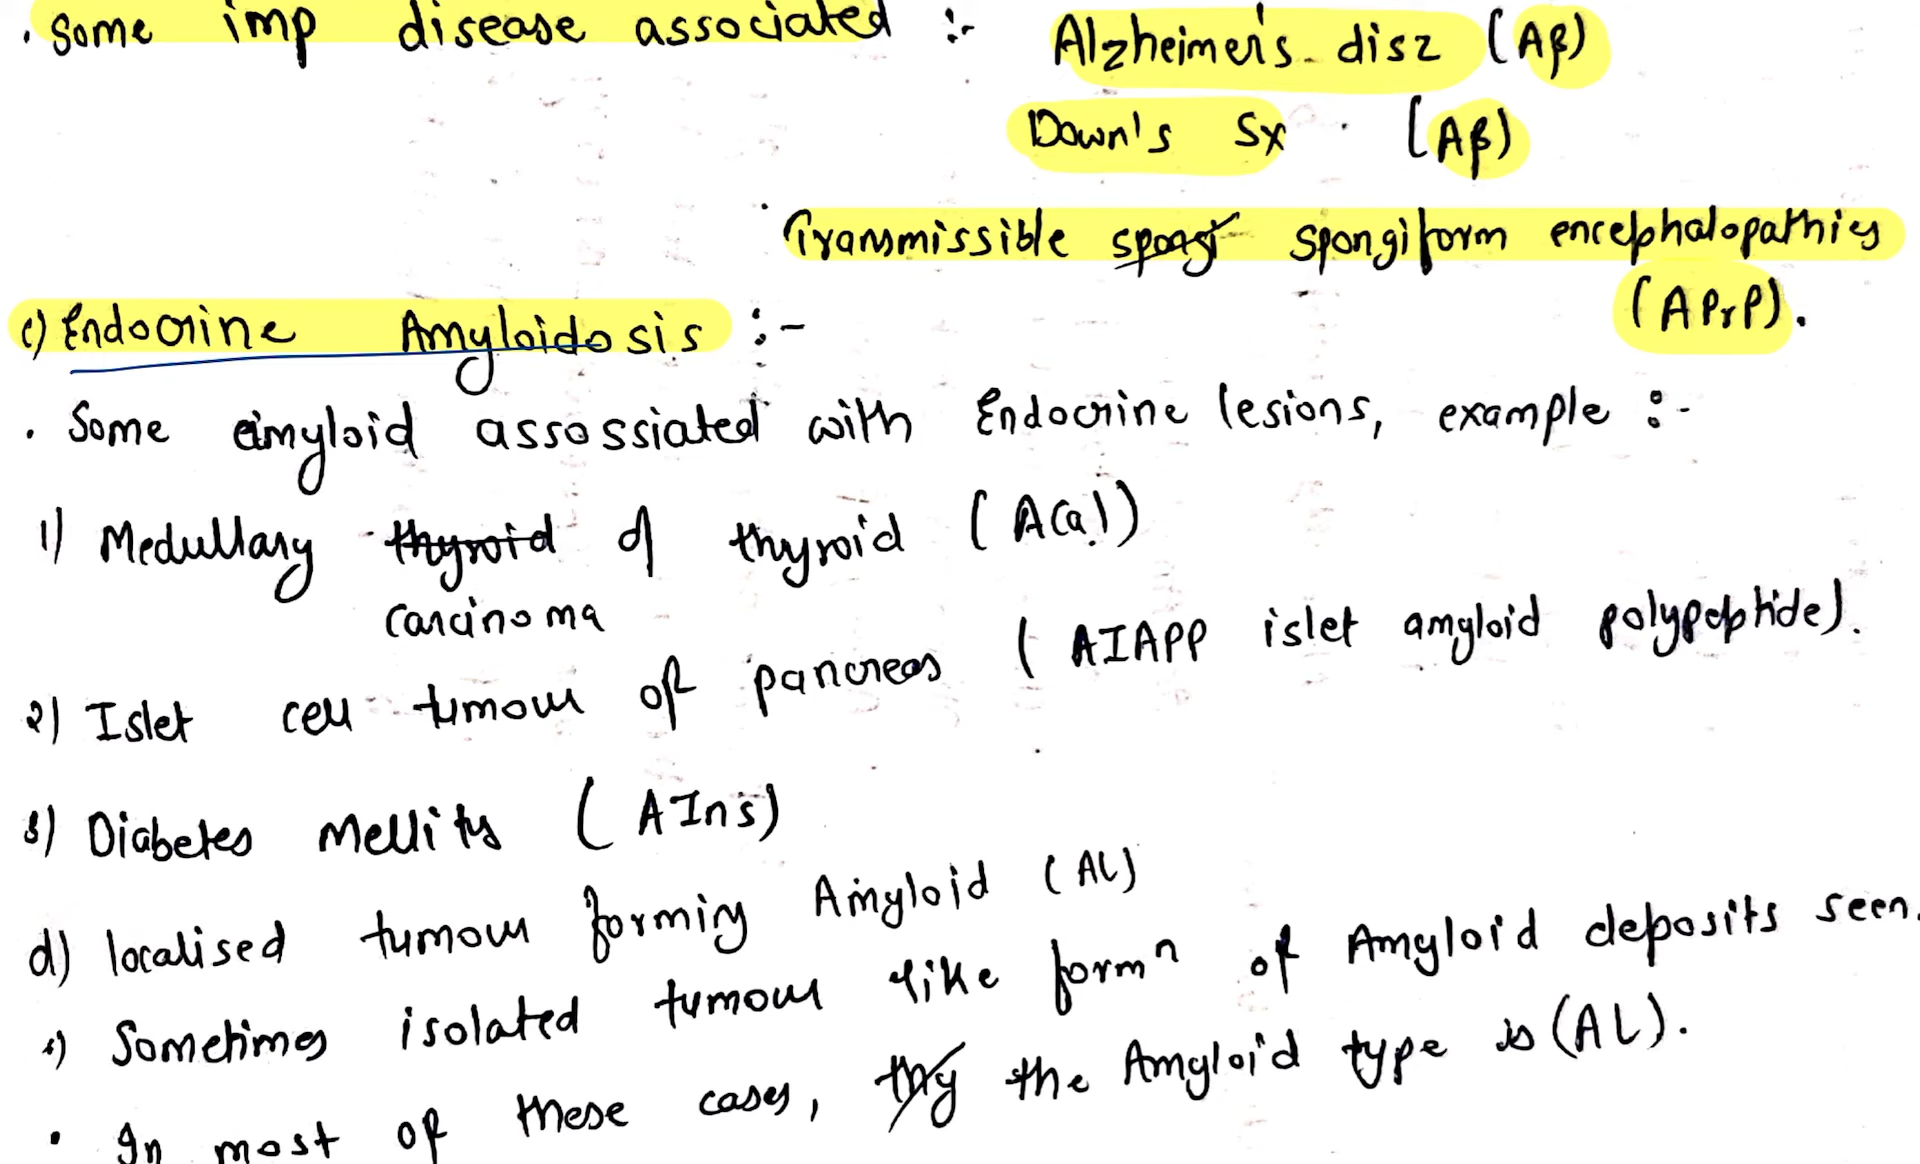 . Some imp disease associated :- Alzheimer's disz (Aβ)
Down's Sx . (Aβ)
. Transmissible spongi spongiform encephalopathies
(APrP).
c) Endocrine Amyloidosis :-
. Some amyloid assossiated with Endocrine lesions, example :-
1) Medullary thyroid of thyroid (ACal)
carcinoma
2) Islet cell tumour of pancreas ( AIAPP islet amyloid polypeptide).
3) Diabetes Mellitus ( AIns)
d) localised tumour forming Amyloid (AL)
Sometimes isolated tumour like formn of Amyloid deposits seen.
. In most of these cases, the the Amyloid type is (AL).